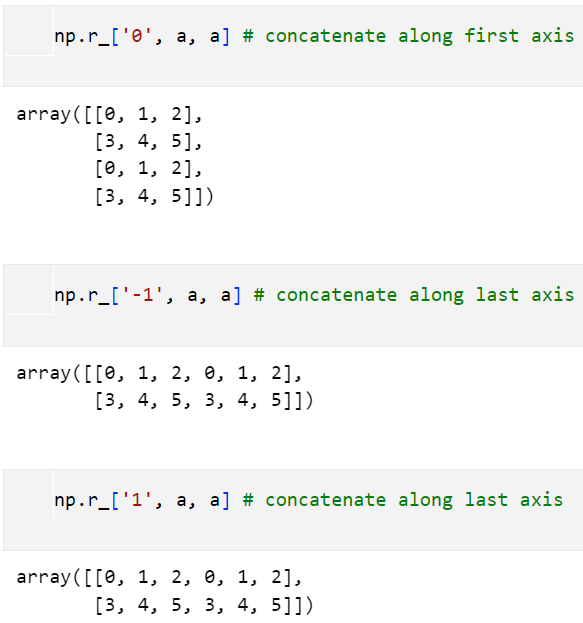 np.r_['0', a, a] # concatenate along first axis
array([[0, 1, 2],
       [3, 4, 5],
       [0, 1, 2],
       [3, 4, 5]])
np.r_['-1', a, a] # concatenate along last axis
array([[0, 1, 2, 0, 1, 2],
       [3, 4, 5, 3, 4, 5]])
np.r_['1', a, a] # concatenate along last axis
array([[0, 1, 2, 0, 1, 2],
       [3, 4, 5, 3, 4, 5]])